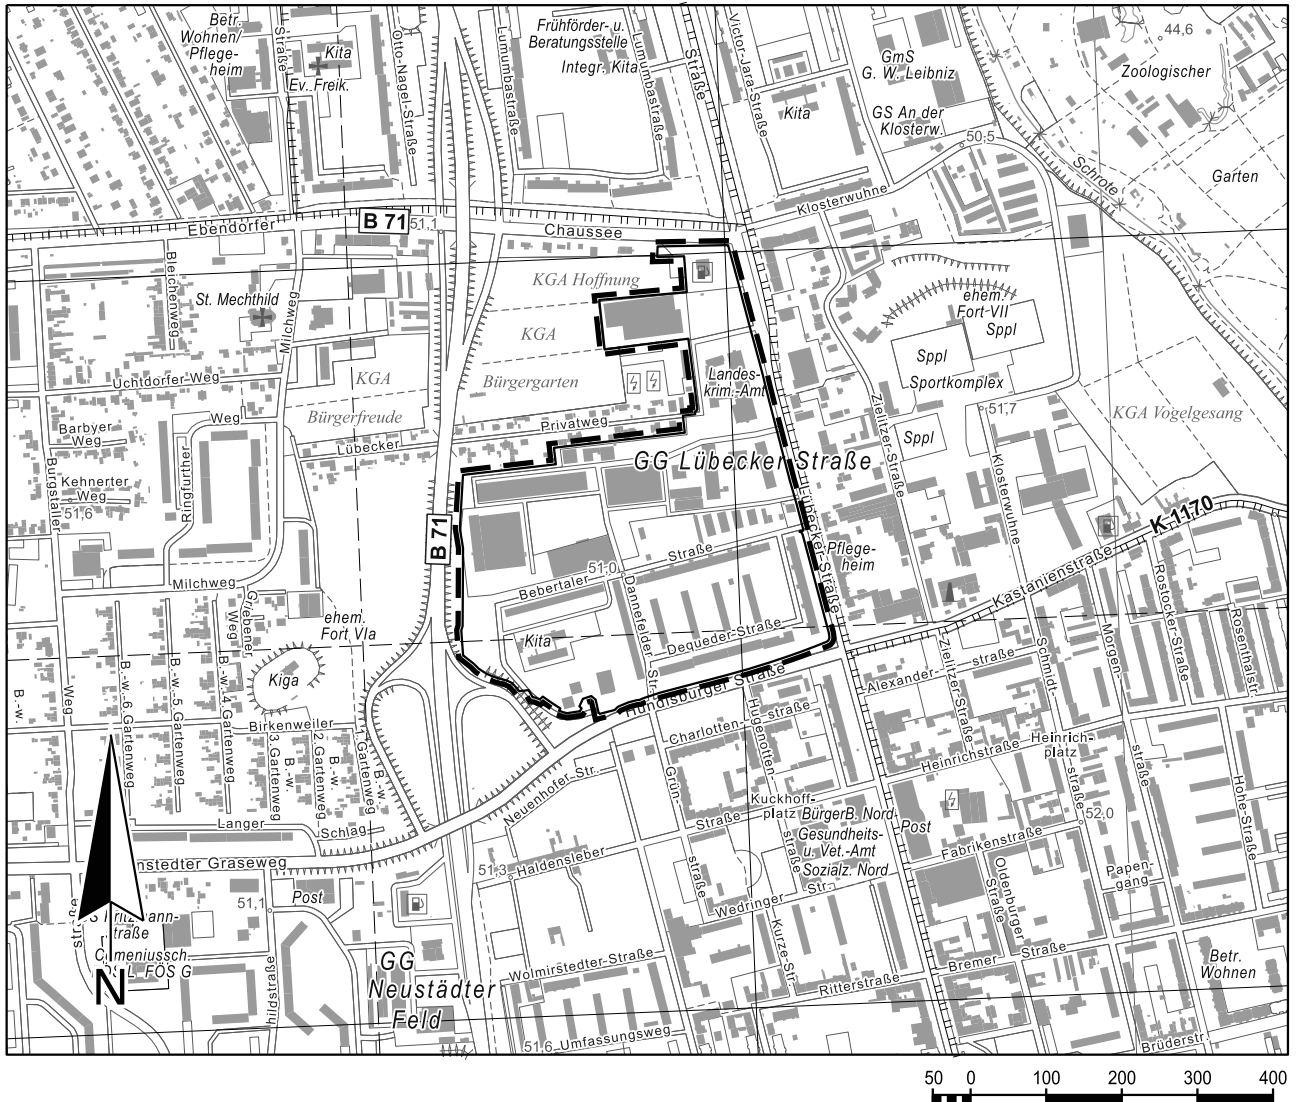 Betr.
Wohnen/
Pflege-
heim
Straße
Kita
Ev. Freik.
Otto-Nagel-Straße
Lumumbastraße
Frühförder- u.
Beratungsstelle
Integr. Kita
Lumumbastraße
Straße
Victor-Jara-Straße
Kita
GmS
G. W. Leibniz
GS An der
Klosterw.
44,6
Zoologischer
Garten
Schrote
50,5
Klosterwuhne
Ebendorfer
B 71
51,1
Chaussee
Bleichenweg
St. Mechthild
Milchweg
KGA Hoffnung
KGA
Bürgergarten
KGA
Bürgerfreude
Uchtdorfer Weg
Weg
Barbyer
Weg
Lübecker
Privatweg
Landes-
krim.-Amt
ehem.
Fort VII
Sppl
Sppl
Sportkomplex
Sppl
51,7
KGA Vogelgesang
Zielitzer-Straße
Klosterwuhne
GG Lübecker Straße
Kehnerter
Weg
51,6
Burgstaller
Weg
Ringfurther
B 71
K 1170
Lübecker-Straße
Pflege-
heim
Kastanienstraße
Straße
51,0
Bebertaler
Dannefelder
Str.
Dequeder-Straße
Kita
Hundisburger Straße
Milchweg
Griebener
Weg
ehem.
Fort VIa
Kiga
B.-w.
B.-w. 6.Gartenweg
B.-w. 5.Gartenweg
B.-w. 4.Gartenweg
Birkenweiler
B.-w.
3.Gartenweg
B.-w.
2.Gartenweg
B.-w.
1.Gartenweg
Langer
Schlag
nstedter Graseweg
Neuenhofer Str.
51,3
Haldensleber
Straße
Charlotten-
straße
Hugenotten-
straße
Grün-
straße
Kuckhoff-
platz
BürgerB. Nord
Gesundheits-
u. Vet.-Amt
Sozialz. Nord
Post
Wedringer
Str.
Kurze-Str.
Alexander-
straße
Zielitzer-Straße
Schmidt-
straße
Morgen-
straße
Rostocker-Straße
Rosenthalstr.
Hohe-Straße
Heinrichstraße
Heinrich-
platz
52,0
Fabrikenstraße
Oldenburger
Straße
Papen-
gang
Bremer
Straße
Betr.
Wohnen
Brüderstr.
Ritterstraße
Wolmirstedter-Straße
51,6
Umfassungsweg
Post
51,1
GG
Neustädter
Feld
hildstraße
N
50 0 100 200 300 400